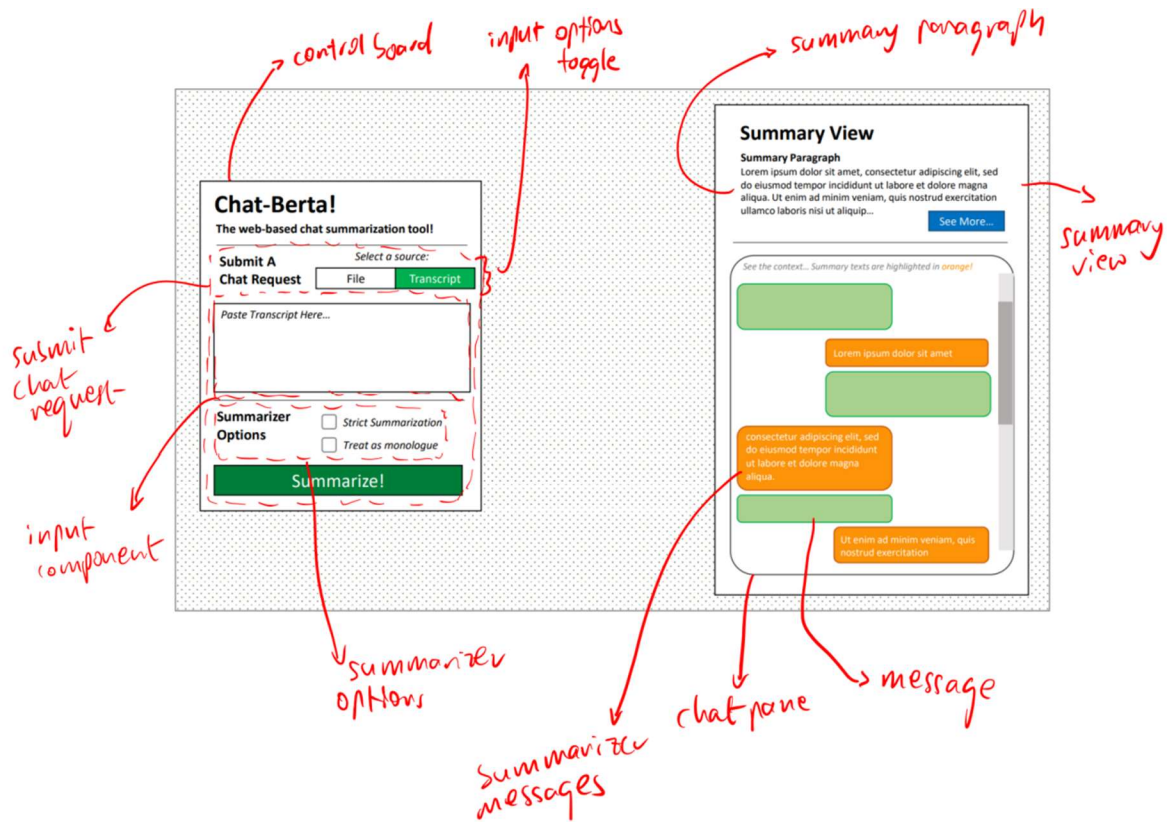 control board
input options
toggle
summary paragraph
Chat-Berta!
The web-based chat summarization tool!
Submit A
Chat Request
Select a source:
File
Transcript
Paste Transcript Here...
Summarizer
Options
Strict Summarization
Treat as monologue
Summarize!
submit
chat
request
input
component
summarizer
options
Summary View
Summary Paragraph
Lorem ipsum dolor sit amet, consectetur adipiscing elit, sed
do eiusmod tempor incididunt ut labore et dolore magna
aliqua. Ut enim ad minim veniam, quis nostrud exercitation
ullamco laboris nisi ut aliquip...
See More...
summary
view
See the context... Summary texts are highlighted in orange!
Lorem ipsum dolor sit amet
consectetur adipiscing elit, sed
do eiusmod tempor incididunt
ut labore et dolore magna
aliqua.
Ut enim ad minim veniam, quis
nostrud exercitation
summarizer
messages
chat pane
message